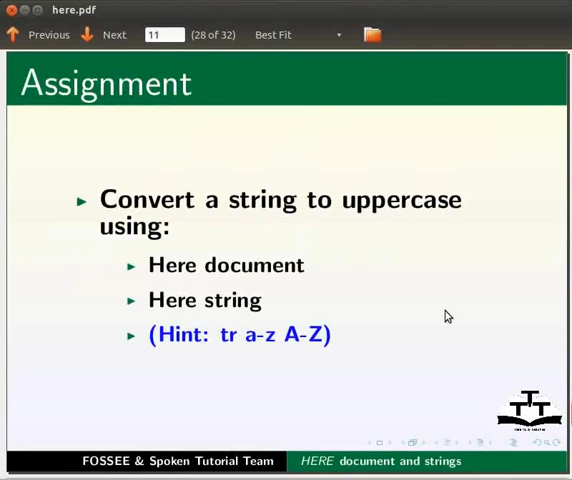 here.pdf
Previous Next 11 (28 of 32) Best Fit
Assignment
Convert a string to uppercase
using:
Here document
Here string
(Hint: tr a-z A-Z)
TTT
FOSSEE & Spoken Tutorial Team HERE document and strings